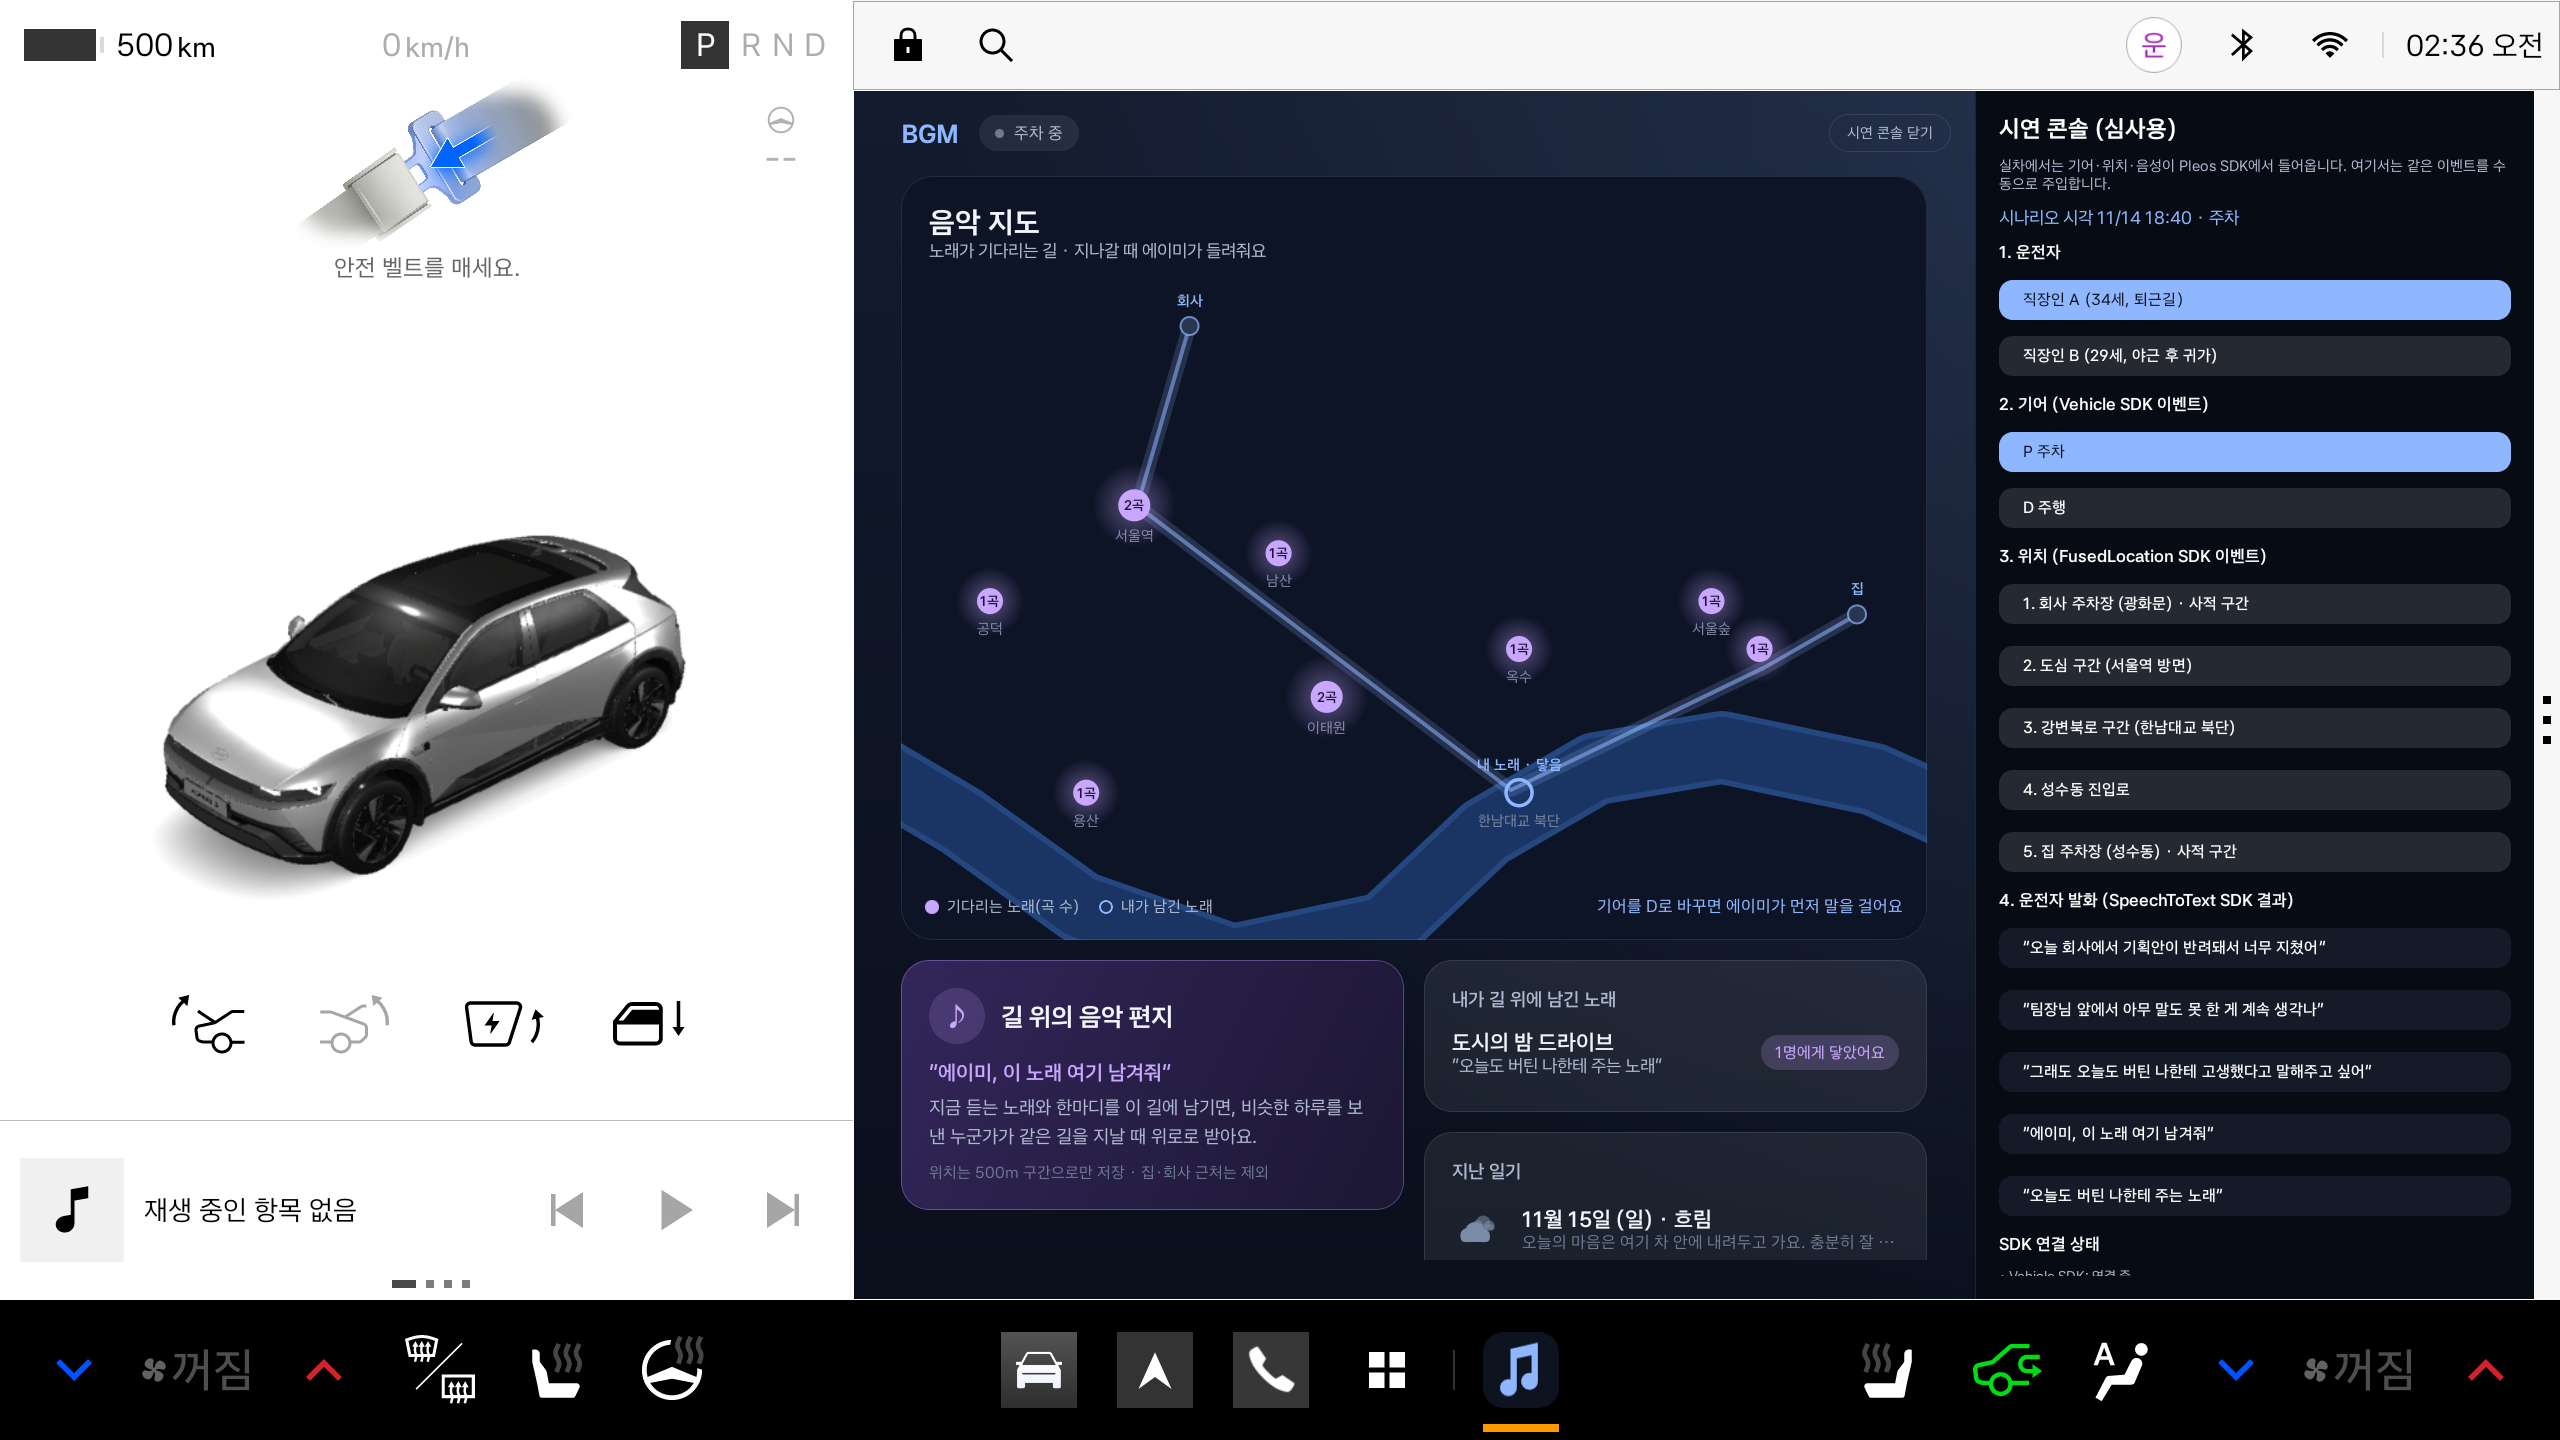 500 km
0 km/h
P R N D
안전 벨트를 매세요.
재생 중인 항목 없음
운
02:36 오전
BGM
주차 중
시연 콘솔 닫기
음악 지도
노래가 기다리는 길 · 지나갈 때 에이미가 들려줘요
회사
2곡
서울역
1곡
남산
1곡
공덕
집
1곡
서울숲
1곡
1곡
옥수
2곡
이태원
내 노래 · 닿음
한남대교 북단
1곡
용산
기다리는 노래(곡 수)
내가 남긴 노래
기어를 D로 바꾸면 에이미가 먼저 말을 걸어요
길 위의 음악 편지
"에이미, 이 노래 여기 남겨줘"
지금 듣는 노래와 한마디를 이 길에 남기면, 비슷한 하루를 보
낸 누군가가 같은 길을 지날 때 위로로 받아요.
위치는 500m 구간으로만 저장 · 집·회사 근처는 제외
내가 길 위에 남긴 노래
도시의 밤 드라이브
"오늘도 버틴 나한테 주는 노래"
1명에게 닿았어요
지난 일기
11월 15일 (일) · 흐림
오늘의 마음은 여기 차 안에 내려두고 가요. 충분히 잘 …
시연 콘솔 (심사용)
실차에서는 기어·위치·음성이 Pleos SDK에서 들어옵니다. 여기서는 같은 이벤트를 수
동으로 주입합니다.
시나리오 시각 11/14 18:40 · 주차
1. 운전자
직장인 A (34세, 퇴근길)
직장인 B (29세, 야근 후 귀가)
2. 기어 (Vehicle SDK 이벤트)
P 주차
D 주행
3. 위치 (FusedLocation SDK 이벤트)
1. 회사 주차장 (광화문) · 사적 구간
2. 도심 구간 (서울역 방면)
3. 강변북로 구간 (한남대교 북단)
4. 성수동 진입로
5. 집 주차장 (성수동) · 사적 구간
4. 운전자 발화 (SpeechToText SDK 결과)
"오늘 회사에서 기획안이 반려돼서 너무 지쳤어"
"팀장님 앞에서 아무 말도 못 한 게 계속 생각나"
"그래도 오늘도 버틴 나한테 고생했다고 말해주고 싶어"
"에이미, 이 노래 여기 남겨줘"
"오늘도 버틴 나한테 주는 노래"
SDK 연결 상태
꺼짐
A
꺼짐